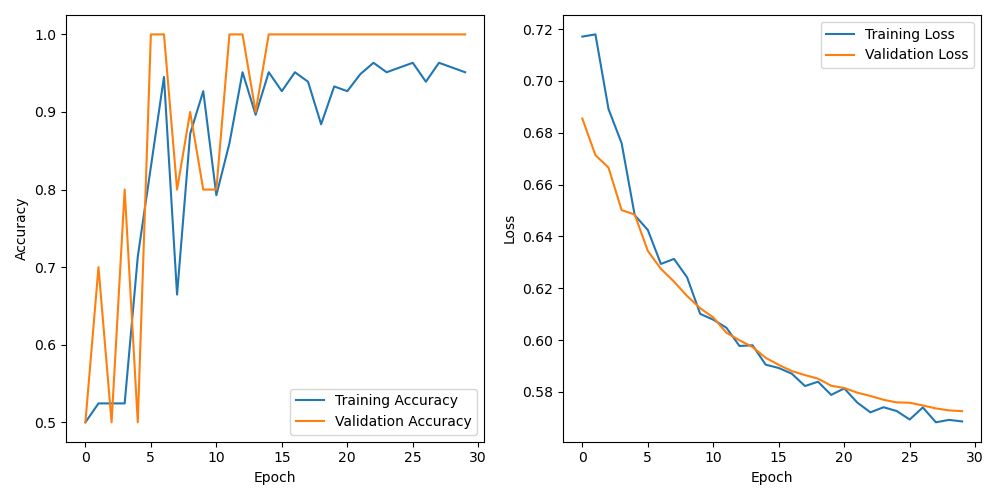 1.0
0.9
0.8
0.7
0.6
0.5
Accuracy
0 5 10 15 20 25 30
Epoch
Training Accuracy
Validation Accuracy
0.72
0.70
0.68
0.66
0.64
0.62
0.60
0.58
Loss
0 5 10 15 20 25 30
Epoch
Training Loss
Validation Loss